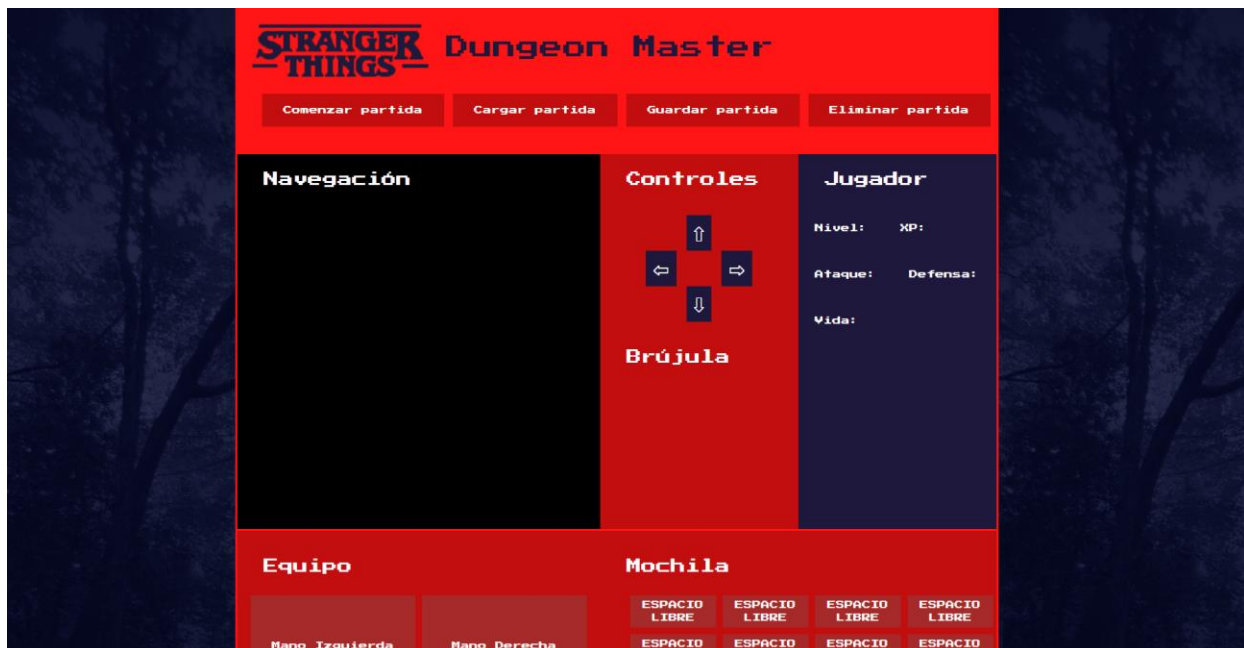 STRANGER
THINGS
Dungeon Master
Comenzar partida Cargar partida Guardar partida Eliminar partida
Navegación
Controles
⇧
⇦ ⇨
⇩
Brújula
Jugador
Nivel: XP:
Ataque: Defensa:
Vida:
Equipo
Mano Izquierda Mano Derecha
Mochila
ESPACIO ESPACIO ESPACIO ESPACIO
LIBRE LIBRE LIBRE LIBRE
ESPACIO ESPACIO ESPACIO ESPACIO